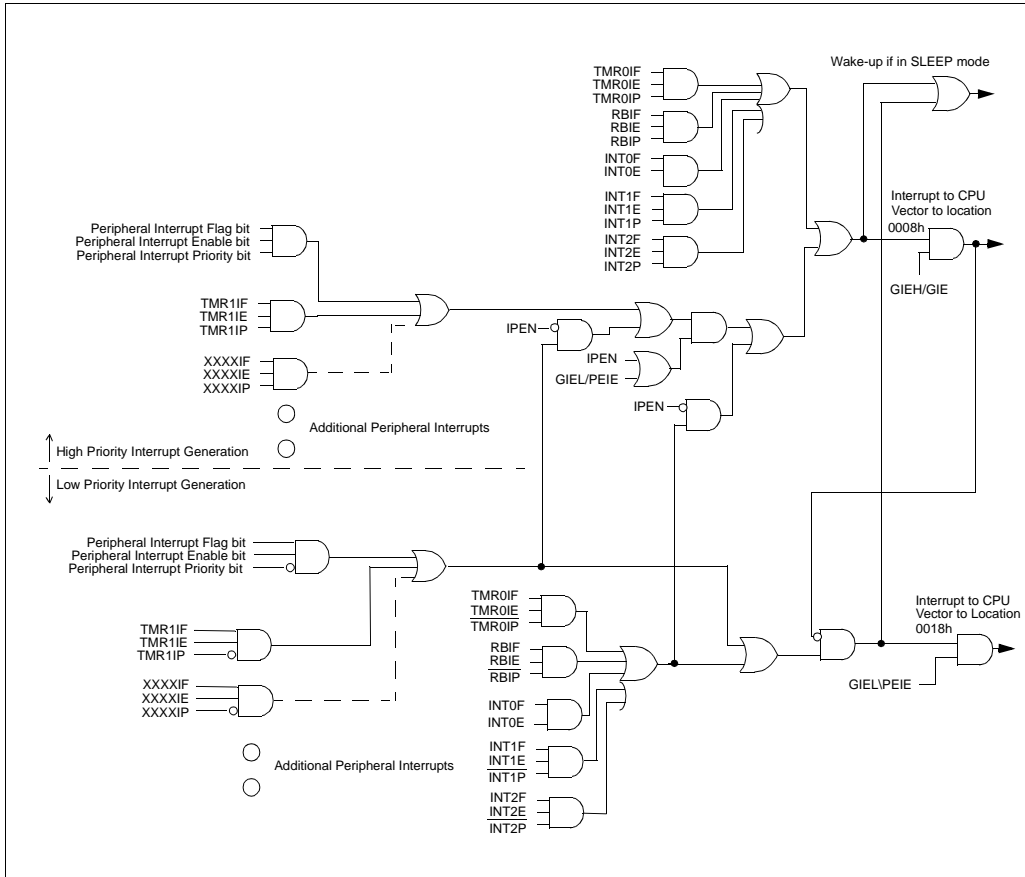 Wake-up if in SLEEP mode
TMR0IF
TMR0IE
TMR0IP
RBIF
RBIE
RBIP
INT0F
INT0E
INT1F
INT1E
INT1P
INT2F
INT2E
INT2P
Interrupt to CPU
Vector to location
0008h
GIEH/GIE
Peripheral Interrupt Flag bit
Peripheral Interrupt Enable bit
Peripheral Interrupt Priority bit
TMR1IF
TMR1IE
TMR1IP
XXXXIF
XXXXIE
XXXXIP
IPEN
IPEN
GIEL/PEIE
IPEN
Additional Peripheral Interrupts
High Priority Interrupt Generation
Low Priority Interrupt Generation
Peripheral Interrupt Flag bit
Peripheral Interrupt Enable bit
Peripheral Interrupt Priority bit
TMR1IF
TMR1IE
TMR1IP
XXXXIF
XXXXIE
XXXXIP
Additional Peripheral Interrupts
TMR0IF
TMR0IE
TMR0IP
RBIF
RBIE
RBIP
INT0F
INT0E
INT1F
INT1E
INT1P
INT2F
INT2E
INT2P
Interrupt to CPU
Vector to Location
0018h
GIEL\PEIE